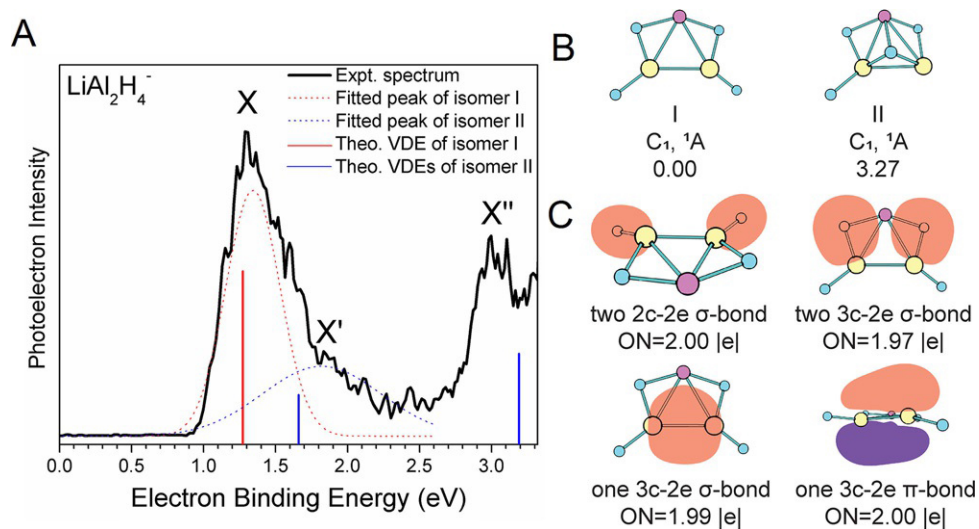 A
LiAl₂H₄⁻
Expt. spectrum
Fitted peak of isomer I
Fitted peak of isomer II
Theo. VDE of isomer I
Theo. VDEs of isomer II
X
X'
X"
Photoelectron Intensity
0.0 0.5 1.0 1.5 2.0 2.5 3.0
Electron Binding Energy (eV)
B
I
C₁, ¹A
0.00
II
C₁, ¹A
3.27
C
two 2c-2e σ-bond
ON=2.00 |e|
two 3c-2e σ-bond
ON=1.97 |e|
one 3c-2e σ-bond
ON=1.99 |e|
one 3c-2e π-bond
ON=2.00 |e|